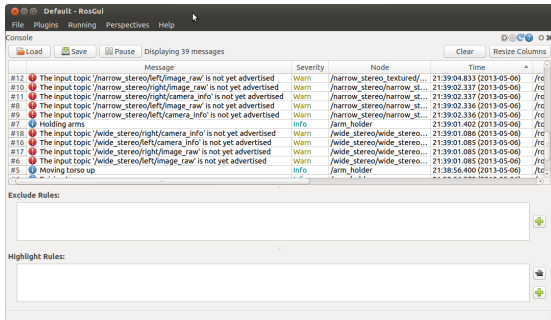 Default - RosGui
File Plugins Running Perspectives Help
Console
Load Save Pause Displaying 39 messages Clear Resize Columns
Message Severity Node Time
#12 The input topic '/narrow_stereo/left/image_raw' is not yet advertised Warn /narrow_stereo_textured/... 21:39:04.833 (2013-05-06) /ro
#10 The input topic '/narrow_stereo/right/image_raw' is not yet advertised Warn /narrow_stereo/narrow_st... 21:39:02.337 (2013-05-06) /ro
#11 The input topic '/narrow_stereo/right/camera_info' is not yet advertised Warn /narrow_stereo/narrow_st... 21:39:02.337 (2013-05-06) /ro
#8 The input topic '/narrow_stereo/left/image_raw' is not yet advertised Warn /narrow_stereo/narrow_st... 21:39:02.336 (2013-05-06) /ro
#9 The input topic '/narrow_stereo/left/camera_info' is not yet advertised Warn /narrow_stereo/narrow_st... 21:39:02.336 (2013-05-06) /ro
#7 Holding arms Info /arm_holder 21:39:01.402 (2013-05-06) /to
#18 The input topic '/wide_stereo/right/camera_info' is not yet advertised Warn /wide_stereo/wide_stereo... 21:39:01.086 (2013-05-06) /ro
#16 The input topic '/wide_stereo/left/camera_info' is not yet advertised Warn /wide_stereo/wide_stereo... 21:39:01.085 (2013-05-06) /ro
#17 The input topic '/wide_stereo/right/image_raw' is not yet advertised Warn /wide_stereo/wide_stereo... 21:39:01.085 (2013-05-06) /ro
#6 The input topic '/wide_stereo/left/image_raw' is not yet advertised Warn /wide_stereo/wide_stereo... 21:39:01.085 (2013-05-06) /ro
#5 Moving torso up Info /arm_holder 21:38:56.400 (2013-05-06) /to
Exclude Rules:
Highlight Rules: